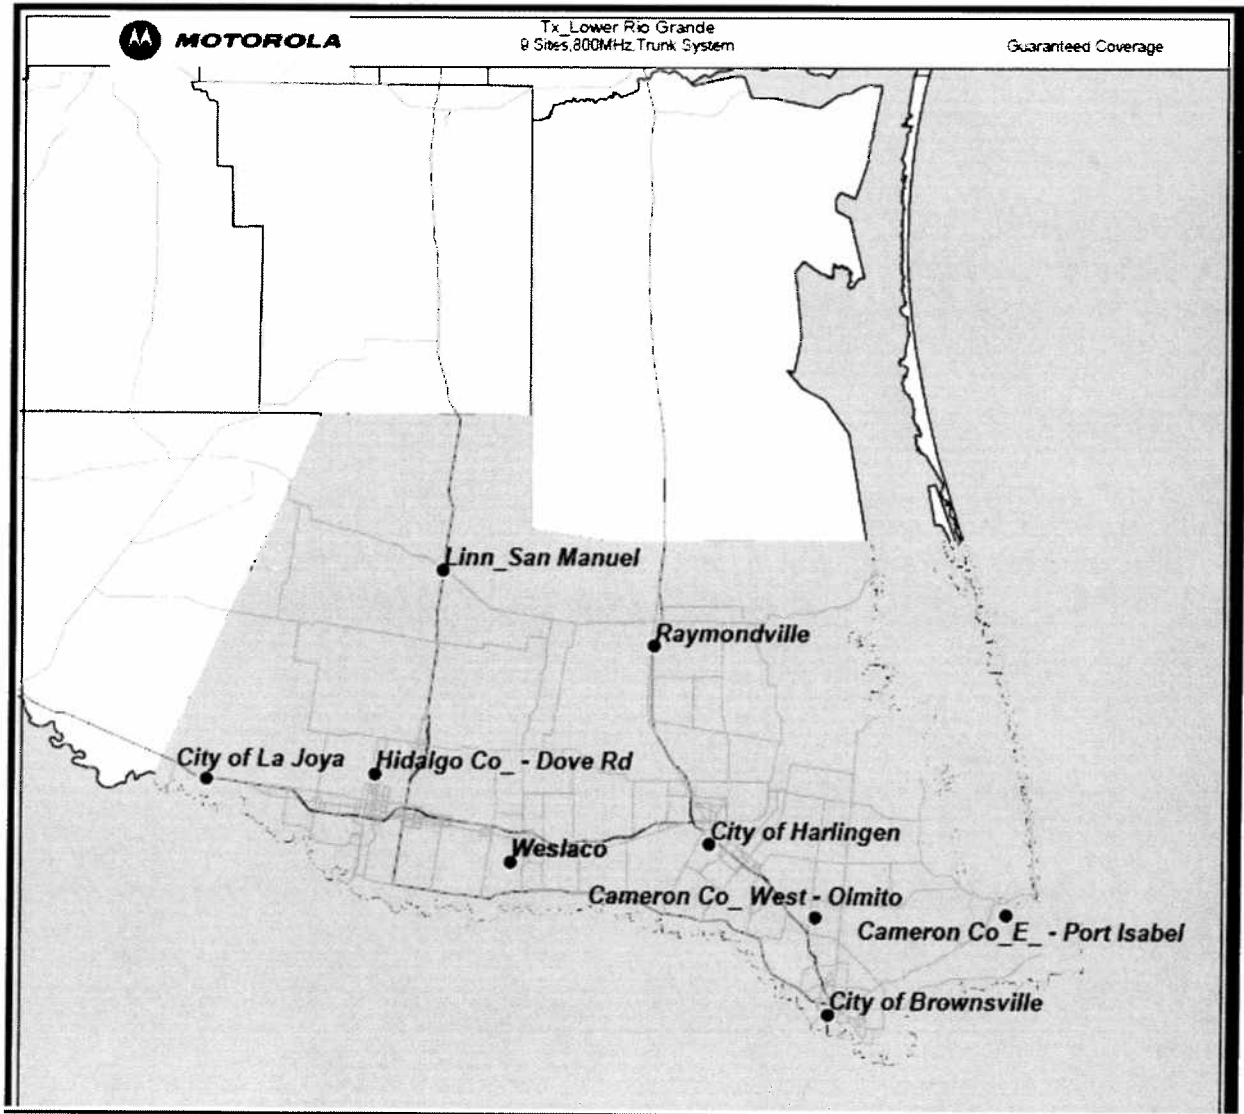 MOTOROLA
Tx_Lower Rio Grande
9 Sites,800MHz,Trunk System
Guaranteed Coverage
Linn_San Manuel
Raymondville
City of La Joya
Hidalgo Co_ - Dove Rd
City of Harlingen
Weslaco
Cameron Co_ West - Olmito
Cameron Co_E_ - Port Isabel
City of Brownsville